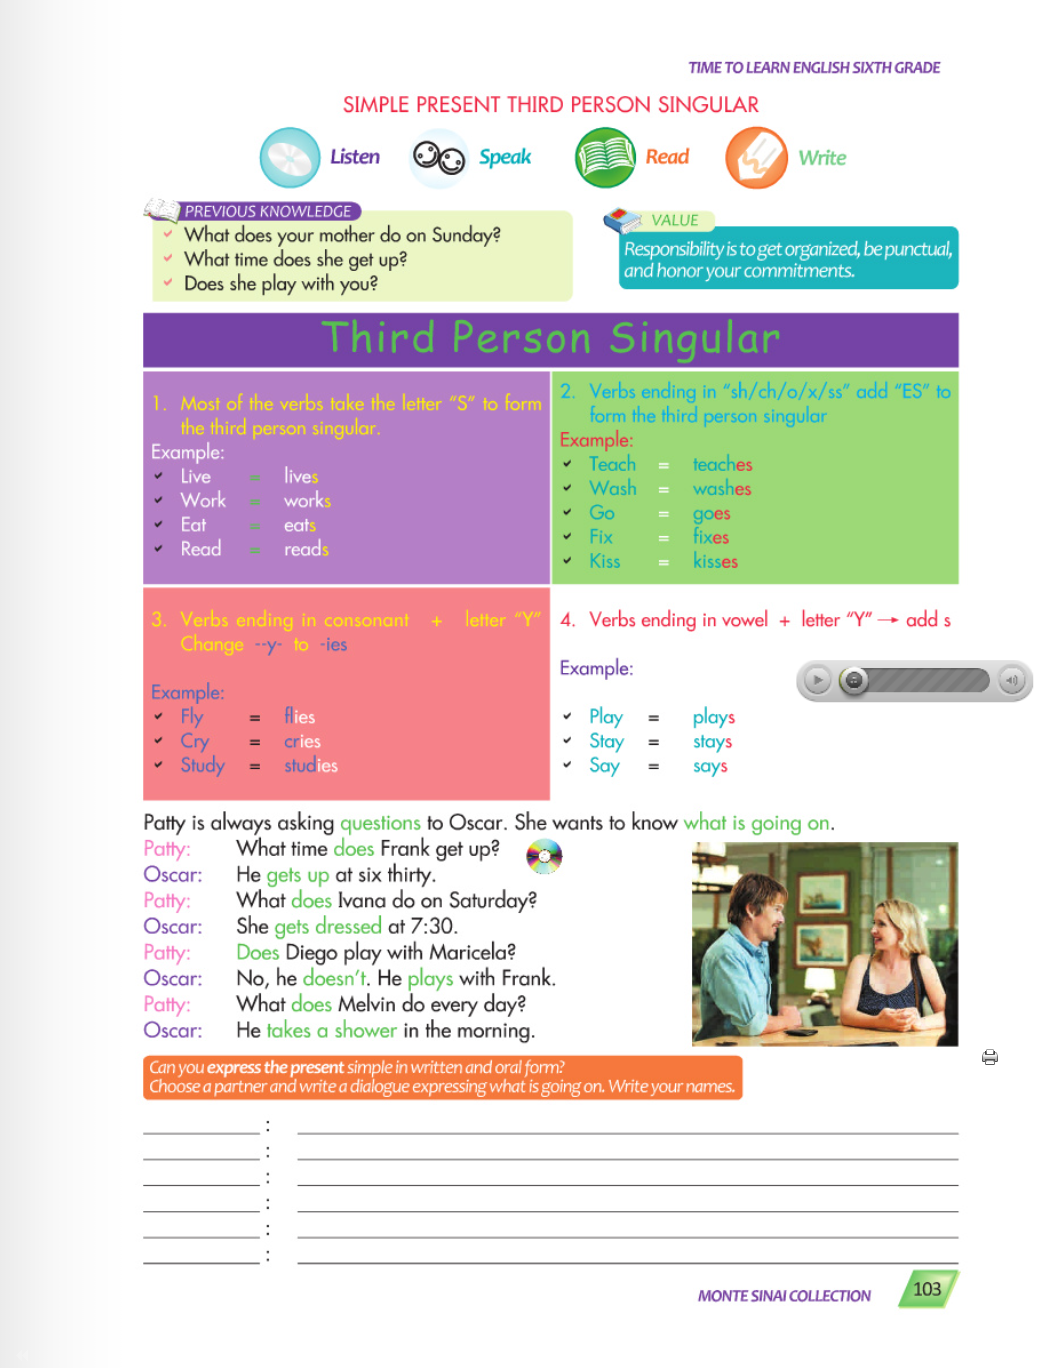 TIME TO LEARN ENGLISH SIXTH GRADE
SIMPLE PRESENT THIRD PERSON SINGULAR
Listen Speak Read Write
PREVIOUS KNOWLEDGE
What does your mother do on Sunday?
What time does she get up?
Does she play with you?
VALUE
Responsibility is to get organized, be punctual,
and honor your commitments.
Third Person Singular
1. Most of the verbs take the letter “S” to form
the third person singular.
Example:
Live = lives
Work = works
Eat = eats
Read = reads
2. Verbs ending in “sh/ch/o/x/ss” add “ES” to
form the third person singular
Example:
Teach = teaches
Wash = washes
Go = goes
Fix = fixes
Kiss = kisses
3. Verbs ending in consonant + letter “Y”
Change --y- to -ies
Example:
Fly = flies
Cry = cries
Study = studies
4. Verbs ending in vowel + letter “Y” → add s
Example:
Play = plays
Stay = stays
Say = says
Patty is always asking questions to Oscar. She wants to know what is going on.
Patty: What time does Frank get up?
Oscar: He gets up at six thirty.
Patty: What does Ivana do on Saturday?
Oscar: She gets dressed at 7:30.
Patty: Does Diego play with Maricela?
Oscar: No, he doesn’t. He plays with Frank.
Patty: What does Melvin do every day?
Oscar: He takes a shower in the morning.
Can you express the present simple in written and oral form?
Choose a partner and write a dialogue expressing what is going on. Write your names.
MONTE SINAI COLLECTION
103